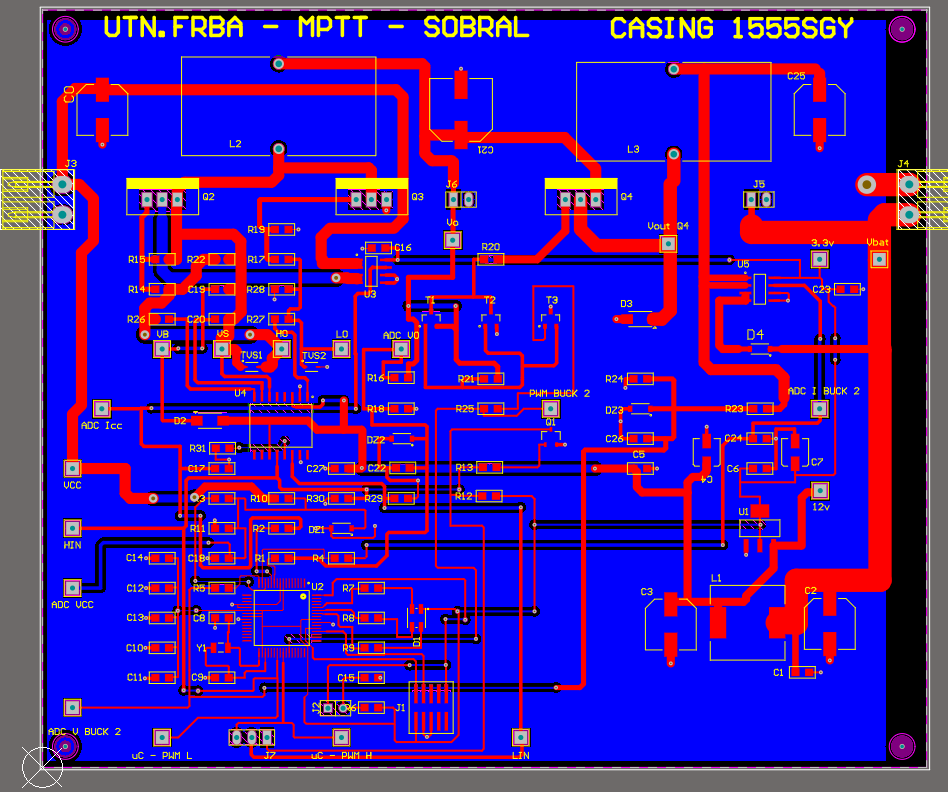 UTN.FRBA - MPTT - SOBRAL CASING 1555SGY
CO C21 C25
L2 L3
J3 J4
Q2 Q3 J6 Q4 J5
Vo Vout Q4
R19 3.3v Vbat
C16 R20
R15 R22 R17 U3 U5
R14 C19 R28 C23
T1 T2 T3 D3
R26 C20 R27
VB VS HO LO ADC VO D4
TVS1 TVS2
R16 R21 R24
U4 PWM BUCK 2 ADC I BUCK 2
R18 R25 DZ3 R23
ADC Icc D2 Q1
DZ2 C26 C24
R31
C17 C27 C22 R13 C5 C6 C7
VCC C4
R3 R10 R30 R29 R12 12v
U1
HIN R11 R2 DZ1
C14 C18 R1 R4
C12 R5 U2 R7 L1
ADC VCC C3 C2
C13 C8 R8
D1
C10 Y1 R9
C11 C9 C15 C1
J2 R6 J1
ADC V BUCK 2
uC - PWM L J7 uC - PWM H LIN